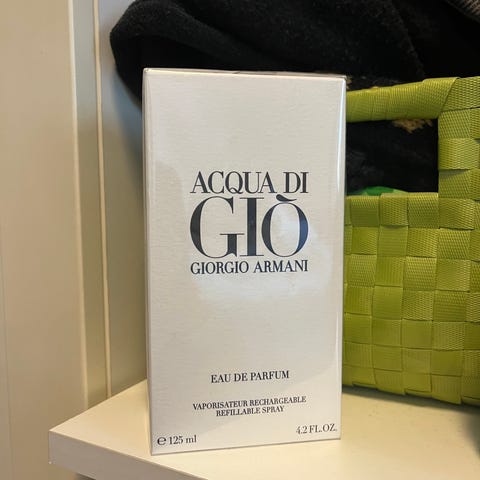 ACQUA DI
GIÒ
GIORGIO ARMANI
EAU DE PARFUM
VAPORISATEUR RECHARGEABLE
REFILLABLE SPRAY
℮ 125 ml 4.2 FL.OZ.